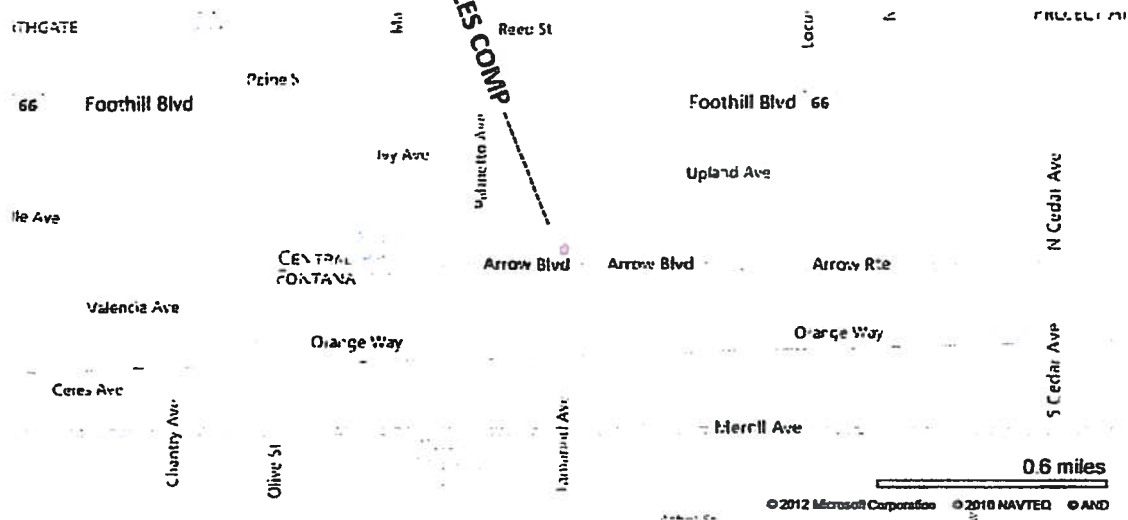 Reed St
66 Foothill Blvd
Foothill Blvd 66
COMP
Ivy Ave
Upland Ave
N Cedar Ave
CENTRAL
FONTANA
Arrow Blvd
Arrow Blvd
Arrow Rte
Valencia Ave
Orange Way
Orange Way
Ceres Ave
S Cedar Ave
Chantry Ave
Olive St
Merrill Ave
0.6 miles
© 2012 Microsoft Corporation © 2010 NAVTEQ © AND